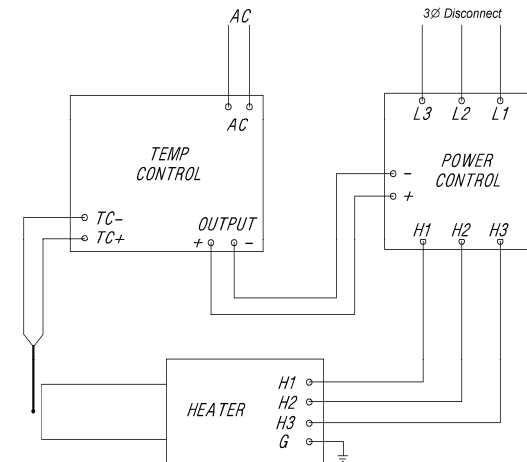 AC
3Ø Disconnect
AC
L3 L2 L1
TEMP
CONTROL
POWER
CONTROL
-
+
TC-
TC+
OUTPUT
+ -
H1 H2 H3
HEATER
H1
H2
H3
G